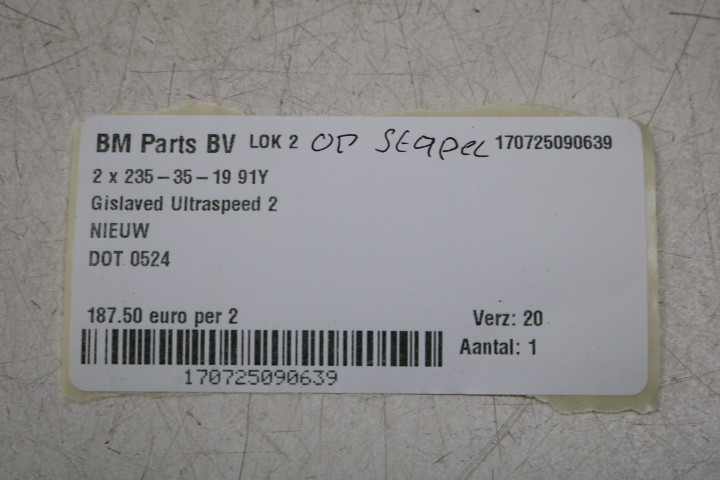 BM Parts BV LOK 2 op Stapel 170725090639
2 x 235-35-19 91Y
Gislaved Ultraspeed 2
NIEUW
DOT 0524
187.50 euro per 2 Verz: 20
Aantal: 1
170725090639